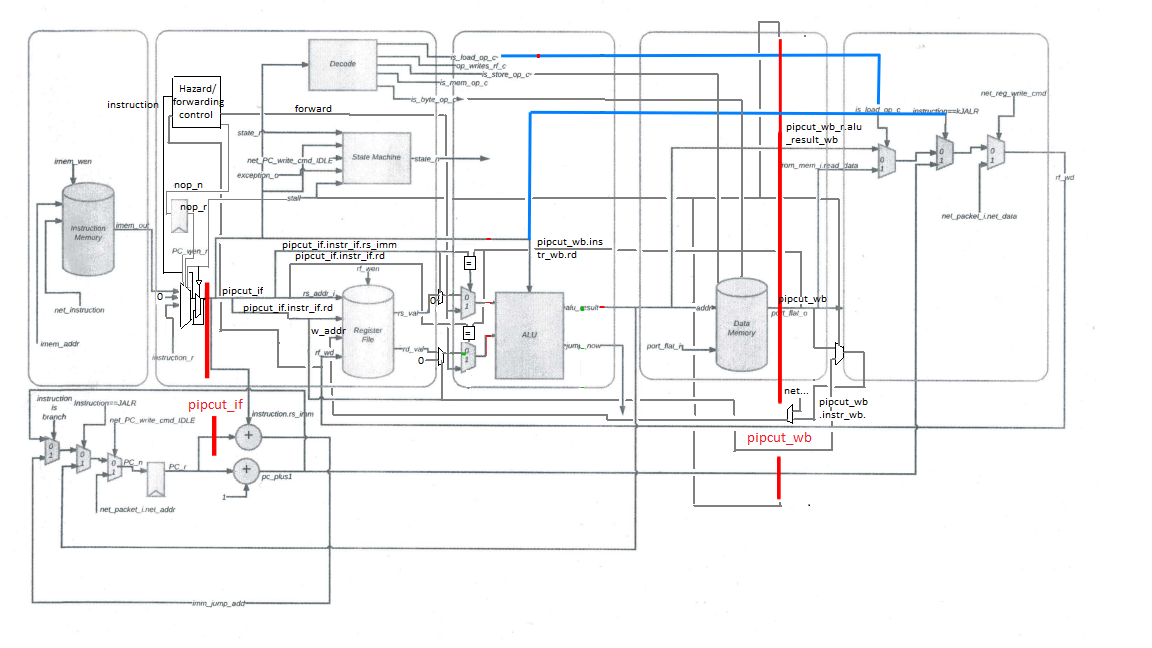 Decode
is_load_op_c
op_writes_rf_c
is_store_op_c
is_mem_op_c
is_byte_op_c
Hazard/
forwarding
control
instruction
forward
state_r
net_PC_write_cmd_IDLE
exception_o
State Machine
state_n
stall
imem_wen
Instruction
Memory
imem_out
net_instruction
imem_addr
nop_n
nop_r
PC_wen_r
0
instruction_r
pipcut_if
pipcut_if.instr_if.rs_imm
pipcut_if.instr_if.rd
rf_wen
rs_addr_i
pipcut_if.instr_if.rd
w_addr
rf_wd
Register
File
rs_val
rd_val
0
0
=
=
0
1
0
1
ALU
alu_result
jump_now
pipcut_wb.ins
tr_wb.rd
addr
port_flat_i
Data
Memory
pipcut_wb
port_flat_o
pipcut_wb_r.alu
_result_wb
from_mem_i.read_data
is_load_op_c
instruction==kJALR
net_reg_write_cmd
0
1
0
1
0
1
net_packet_i.net_data
rf_wd
net...
pipcut_wb
.instr_wb.
pipcut_wb
instruction
is
branch
Instruction==JALR
net_PC_write_cmd_IDLE
0
1
0
1
0
1
PC_n
PC_r
net_packet_i.net_addr
pipcut_if
instruction.rs_imm
+
+
pc_plus1
1
imm_jump_add